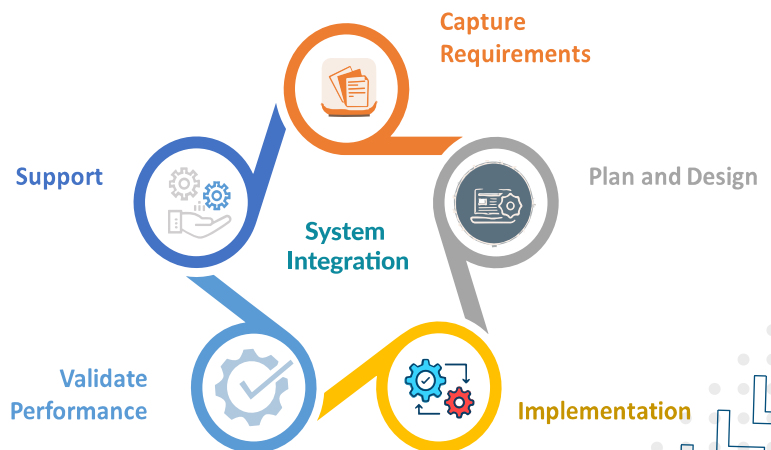 Capture
Requirements
Support
Plan and Design
System
Integration
Validate
Performance
Implementation